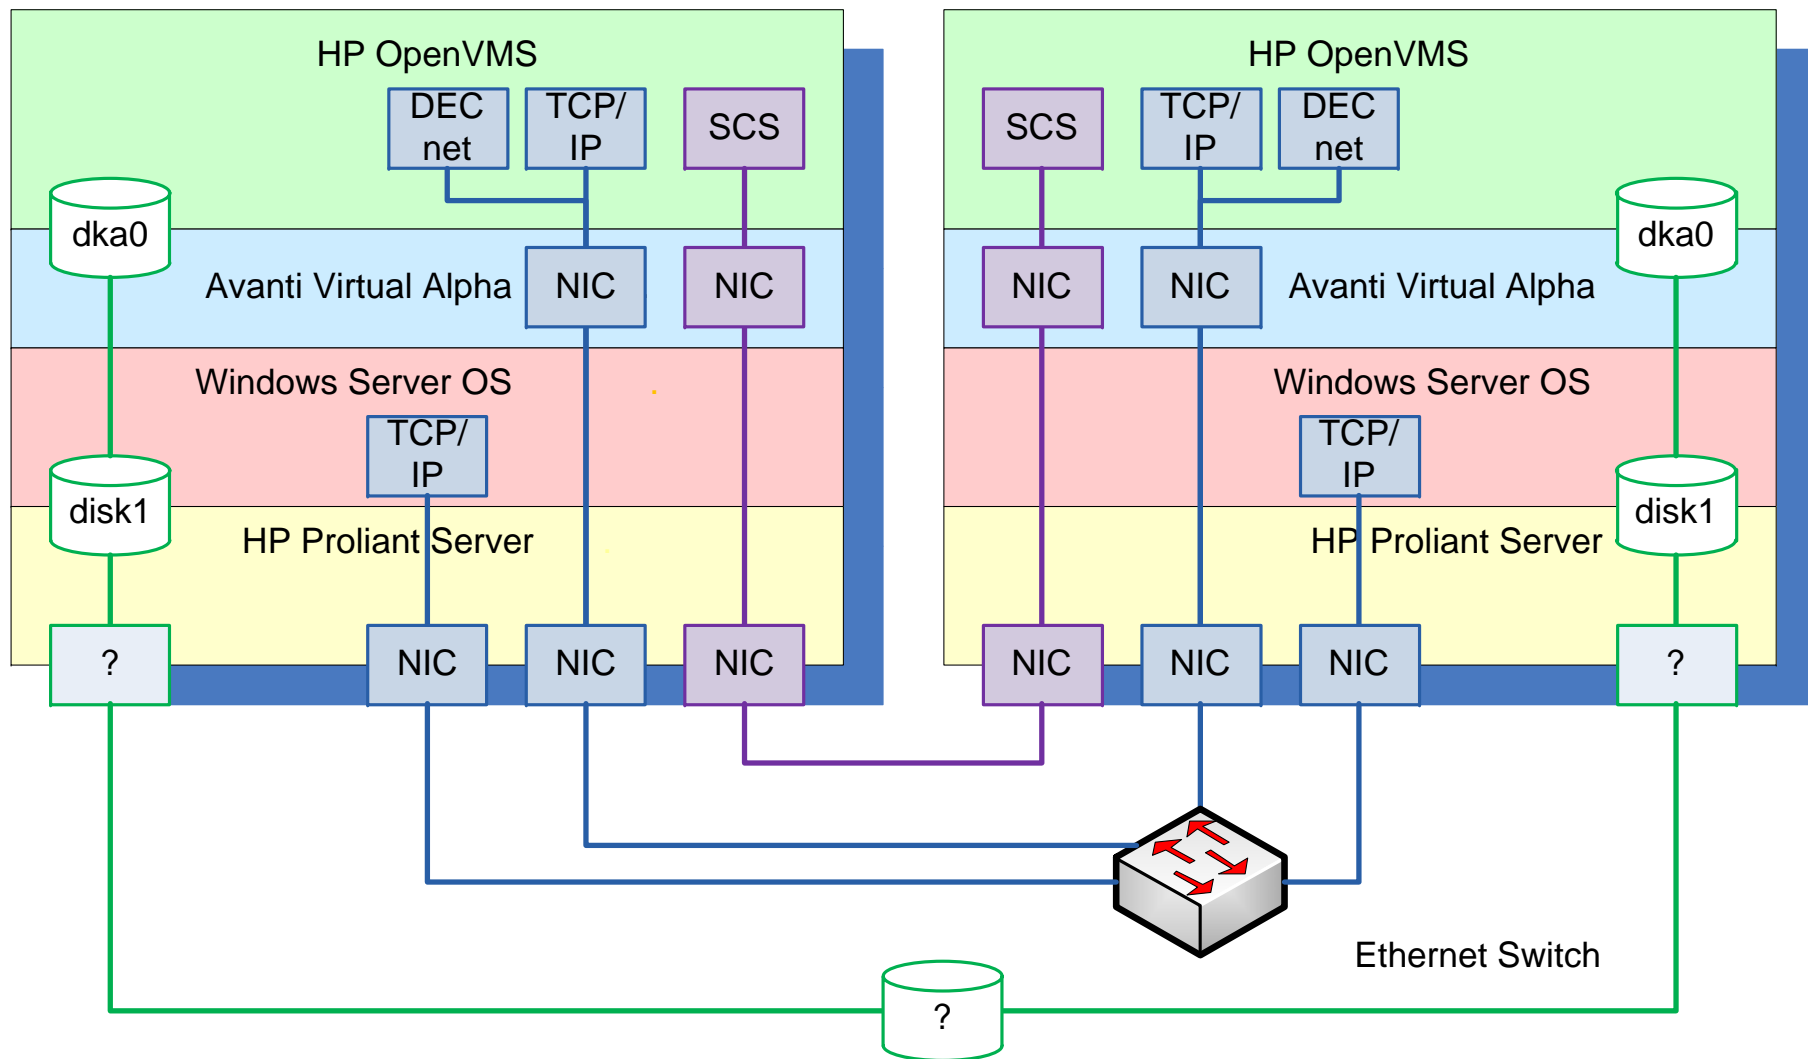 HP OpenVMS
DEC
net
TCP/
IP
SCS
dka0
Avanti Virtual Alpha
NIC
NIC
Windows Server OS
TCP/
IP
disk1
HP Proliant Server
?
NIC
NIC
NIC
HP OpenVMS
SCS
TCP/
IP
DEC
net
dka0
NIC
NIC
Avanti Virtual Alpha
Windows Server OS
TCP/
IP
disk1
HP Proliant Server
NIC
NIC
NIC
?
Ethernet Switch
?